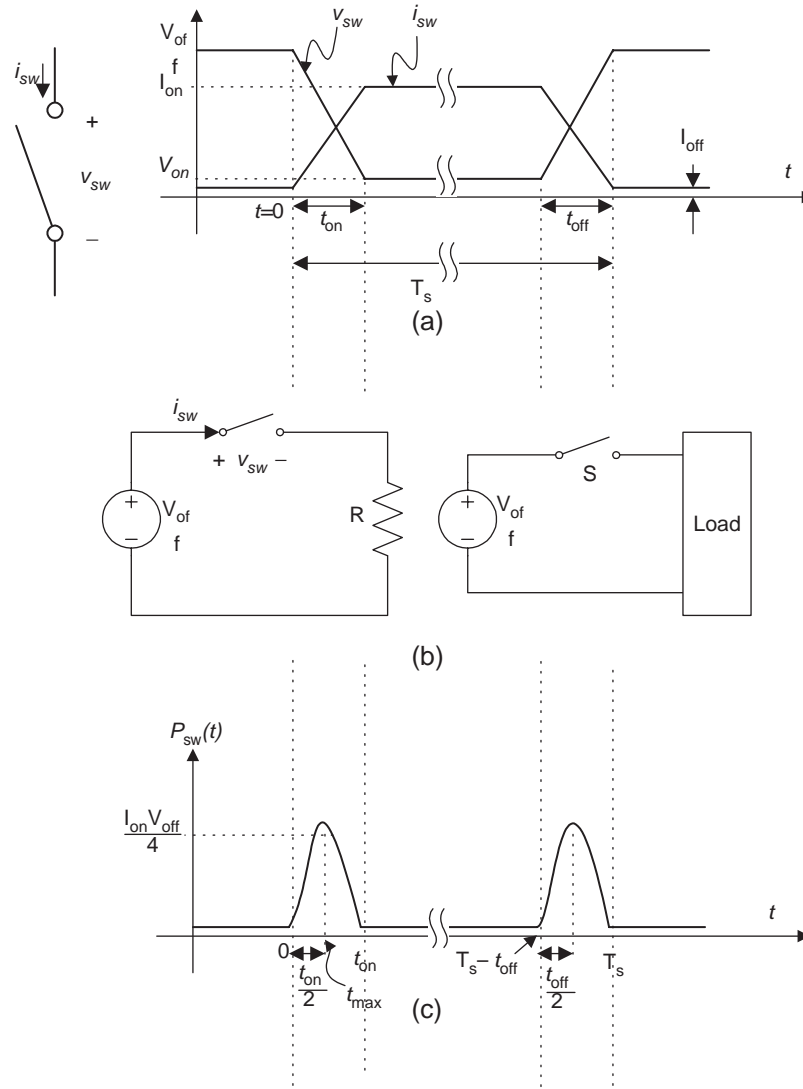 V_of
f
v_sw
i_sw
i_sw
+
v_sw
−
I_on
V_on
I_off
t
t=0
t_on
t_off
T_s
(a)
i_sw
+ v_sw −
+
−
V_of
f
R
S
+
−
V_of
f
Load
(b)
P_sw(t)
I_on V_off
4
t
0
t_on
2
t_max
t_on
T_s − t_off
t_off
2
T_s
(c)